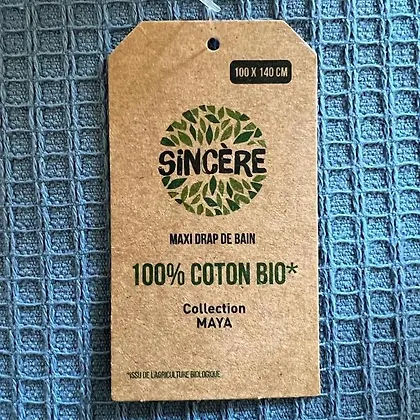 100 X 140 CM
SINCÈRE
MAXI DRAP DE BAIN
100% COTON BIO*
Collection
MAYA
*ISSU DE L'AGRICULTURE BIOLOGIQUE